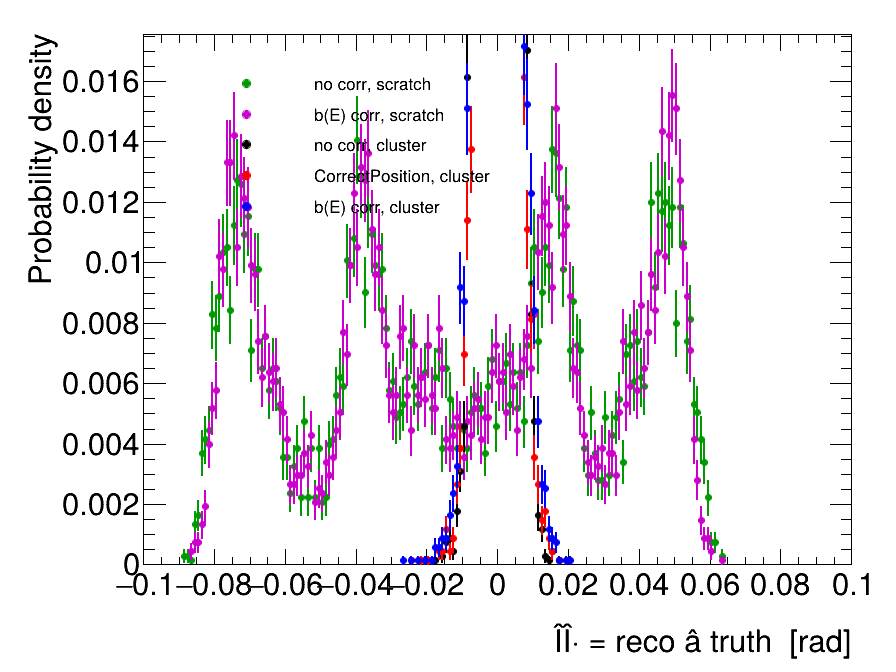 Probability density
0.016
0.014
0.012
0.01
0.008
0.006
0.004
0.002
0
no corr, scratch
b(E) corr, scratch
no corr, cluster
CorrectPosition, cluster
b(E) corr, cluster
−0.1 −0.08 −0.06 −0.04 −0.02 0 0.02 0.04 0.06 0.08 0.1
ÎÎ· = reco â truth [rad]